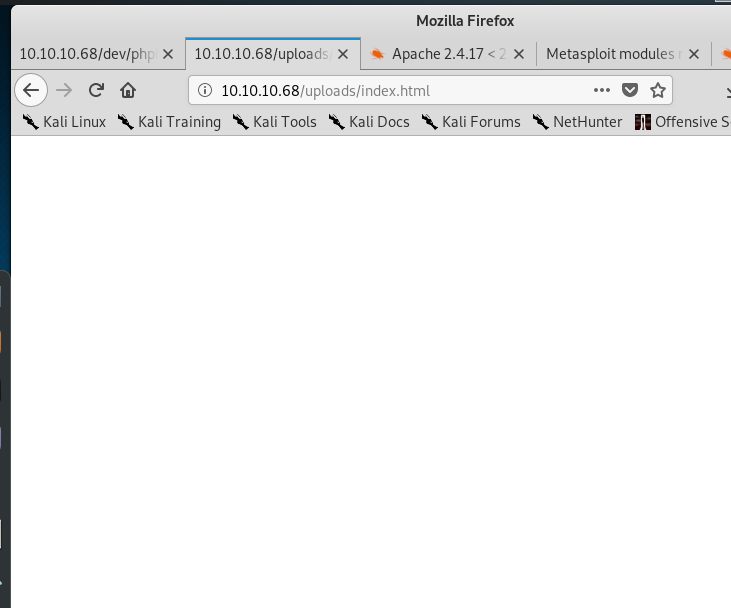 Mozilla Firefox
10.10.10.68/dev/php 10.10.10.68/uploads/ Apache 2.4.17 < 2 Metasploit modules
10.10.10.68/uploads/index.html
Kali Linux Kali Training Kali Tools Kali Docs Kali Forums NetHunter Offensive S